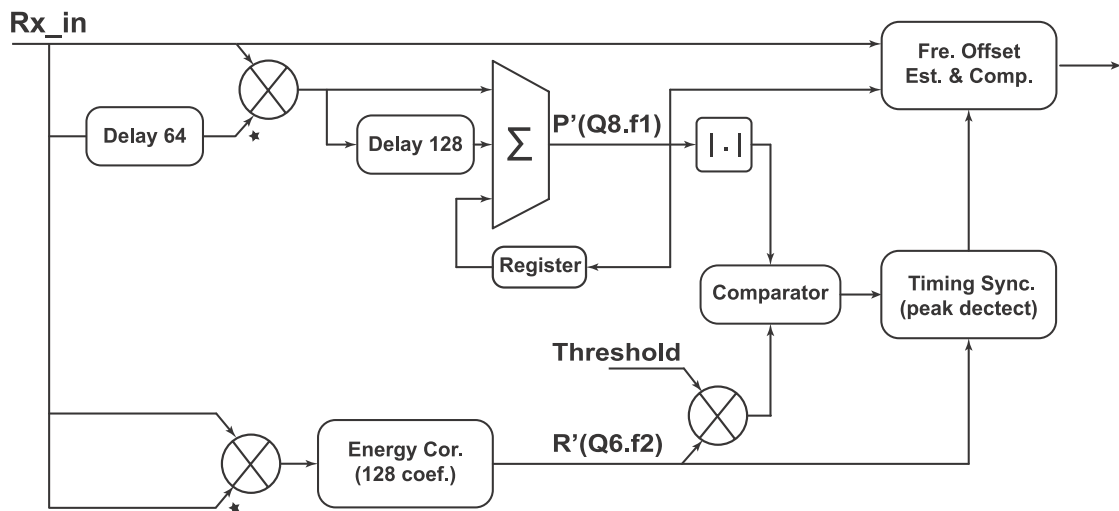 Rx_in
Fre. Offset
Est. & Comp.
Delay 64
★
Delay 128
∑
P’(Q8.f1)
|·|
Register
Comparator
Timing Sync.
(peak dectect)
Threshold
Energy Cor.
(128 coef.)
R’(Q6.f2)
★